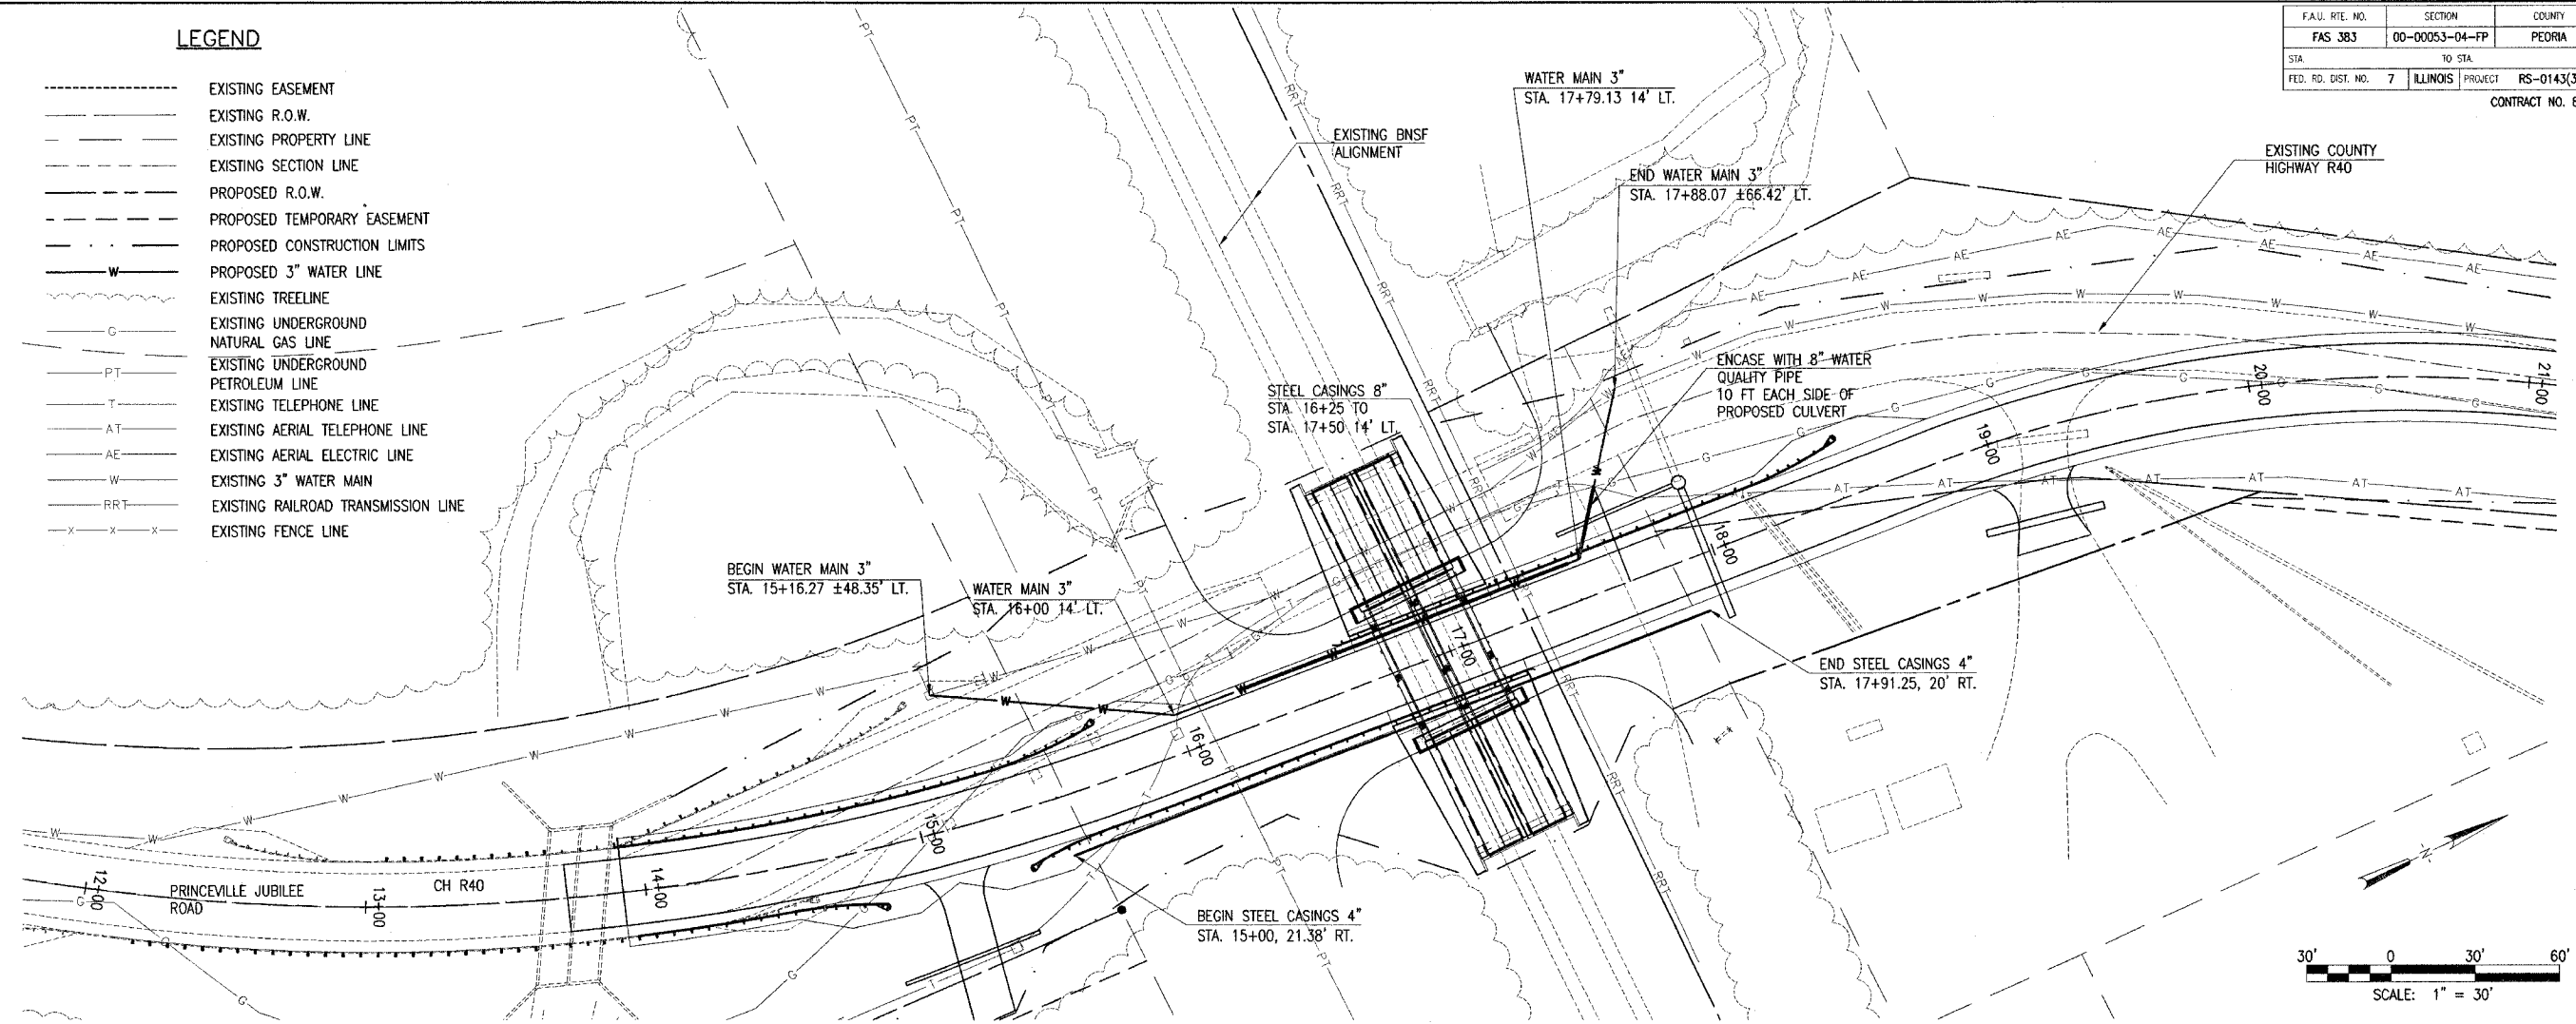 LEGEND
EXISTING EASEMENT
EXISTING R.O.W.
EXISTING PROPERTY LINE
EXISTING SECTION LINE
PROPOSED R.O.W.
PROPOSED TEMPORARY EASEMENT
PROPOSED CONSTRUCTION LIMITS
W PROPOSED 3" WATER LINE
EXISTING TREELINE
G EXISTING UNDERGROUND
NATURAL GAS LINE
PT EXISTING UNDERGROUND
PETROLEUM LINE
T EXISTING TELEPHONE LINE
AT EXISTING AERIAL TELEPHONE LINE
AE EXISTING AERIAL ELECTRIC LINE
W EXISTING 3" WATER MAIN
RRT EXISTING RAILROAD TRANSMISSION LINE
X X X EXISTING FENCE LINE
F.A.U. RTE. NO. SECTION COUNTY
FAS 383 00-00053-04-FP PEORIA
STA. TO STA.
FED. RD. DIST. NO. 7 ILLINOIS PROJECT RS-0143(3
CONTRACT NO. 
WATER MAIN 3"
STA. 17+79.13 14' LT.
EXISTING BNSF
ALIGNMENT
END WATER MAIN 3"
STA. 17+88.07 ±66.42' LT.
EXISTING COUNTY
HIGHWAY R40
STEEL CASINGS 8"
STA. 16+25 TO
STA. 17+50 14' LT.
ENCASE WITH 8" WATER
QUALITY PIPE
10 FT EACH SIDE OF
PROPOSED CULVERT
BEGIN WATER MAIN 3"
STA. 15+16.27 ±48.35' LT.
WATER MAIN 3"
STA. 16+00 14' LT.
END STEEL CASINGS 4"
STA. 17+91.25, 20' RT.
BEGIN STEEL CASINGS 4"
STA. 15+00, 21.38' RT.
PRINCEVILLE JUBILEE
ROAD
CH R40
12+00
13+00
14+00
15+00
16+00
17+00
18+00
19+00
20+00
21+00
N
30' 0 30' 60'
SCALE: 1" = 30'